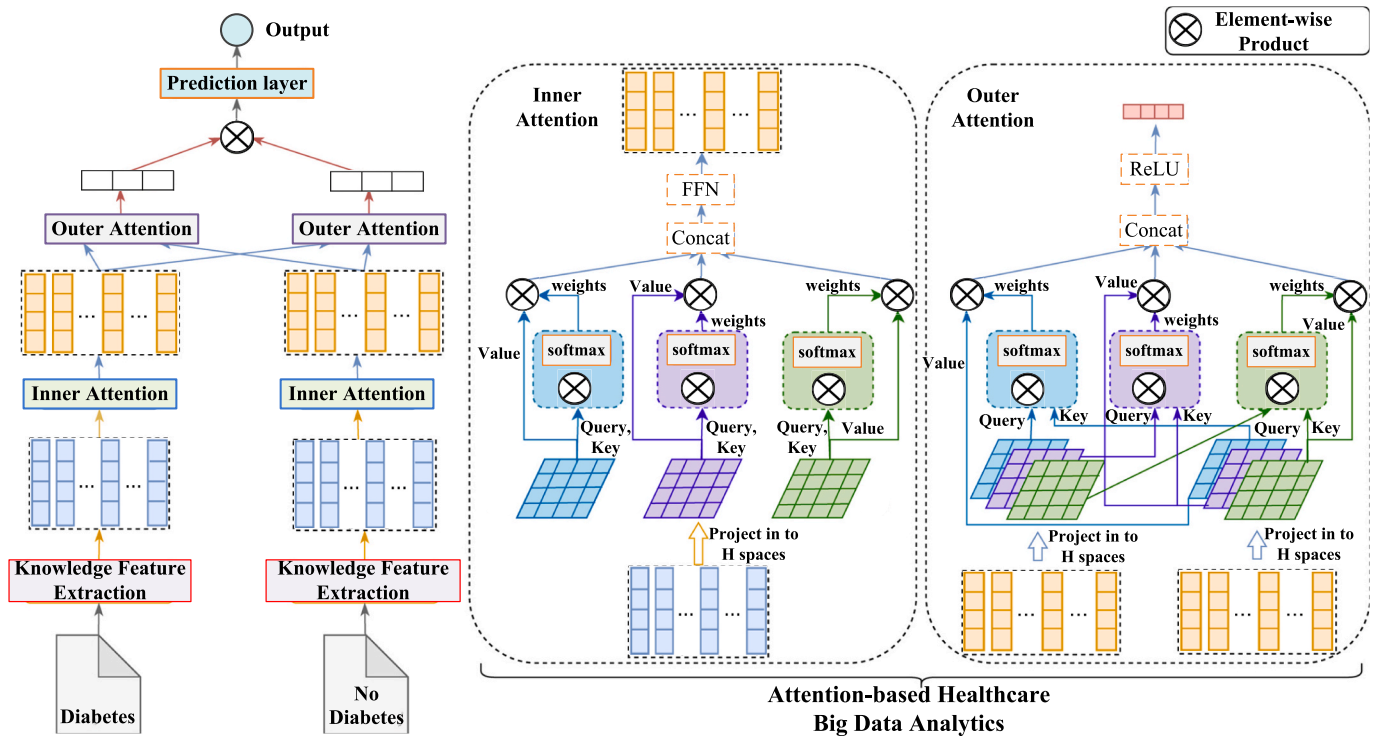 Output
Prediction layer
Outer Attention
Outer Attention
...
...
...
...
Inner Attention
Inner Attention
...
...
...
...
Knowledge Feature
Extraction
Knowledge Feature
Extraction
Diabetes
No
Diabetes
Inner
Attention
...
...
FFN
Concat
weights
Value
weights
weights
Value
softmax
softmax
softmax
Query,
Key
Query,
Key
Query,
Key
Value
Project in to
H spaces
...
...
Element-wise
Product
Outer
Attention
ReLU
Concat
weights
Value
weights
weights
Value
Value
softmax
softmax
softmax
Query
Key
Query
Key
Query
Key
Project in to
H spaces
Project in to
H spaces
...
...
...
...
Attention-based Healthcare
Big Data Analytics